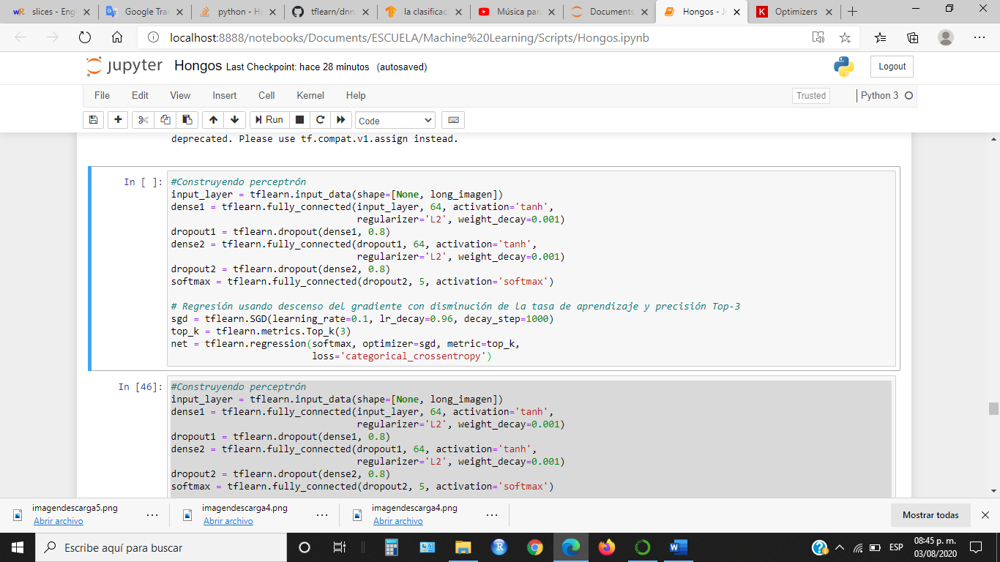 slices - Engl
Google Tran
python - Ho
tflearn/dnn
la clasificac
Música para
Documents
Hongos - Ju
Optimizers
localhost:8888/notebooks/Documents/ESCUELA/Machine%20Learning/Scripts/Hongos.ipynb
jupyter Hongos Last Checkpoint: hace 28 minutos (autosaved)
Logout
File Edit View Insert Cell Kernel Help
Trusted
Python 3
Run
Code
deprecated. Please use tf.compat.v1.assign instead.
In [ ]:
#Construyendo perceptrón
input_layer = tflearn.input_data(shape=[None, long_imagen])
dense1 = tflearn.fully_connected(input_layer, 64, activation='tanh',
regularizer='L2', weight_decay=0.001)
dropout1 = tflearn.dropout(dense1, 0.8)
dense2 = tflearn.fully_connected(dropout1, 64, activation='tanh',
regularizer='L2', weight_decay=0.001)
dropout2 = tflearn.dropout(dense2, 0.8)
softmax = tflearn.fully_connected(dropout2, 5, activation='softmax')
# Regresión usando descenso del gradiente con disminución de la tasa de aprendizaje y precisión Top-3
sgd = tflearn.SGD(learning_rate=0.1, lr_decay=0.96, decay_step=1000)
top_k = tflearn.metrics.Top_k(3)
net = tflearn.regression(softmax, optimizer=sgd, metric=top_k,
loss='categorical_crossentropy')
In [46]:
#Construyendo perceptrón
input_layer = tflearn.input_data(shape=[None, long_imagen])
dense1 = tflearn.fully_connected(input_layer, 64, activation='tanh',
regularizer='L2', weight_decay=0.001)
dropout1 = tflearn.dropout(dense1, 0.8)
dense2 = tflearn.fully_connected(dropout1, 64, activation='tanh',
regularizer='L2', weight_decay=0.001)
dropout2 = tflearn.dropout(dense2, 0.8)
softmax = tflearn.fully_connected(dropout2, 5, activation='softmax')
imagendescarga5.png
Abrir archivo
imagendescarga4.png
Abrir archivo
imagendescarga4.png
Abrir archivo
Mostrar todas
Escribe aquí para buscar
ESP
08:45 p. m.
03/08/2020